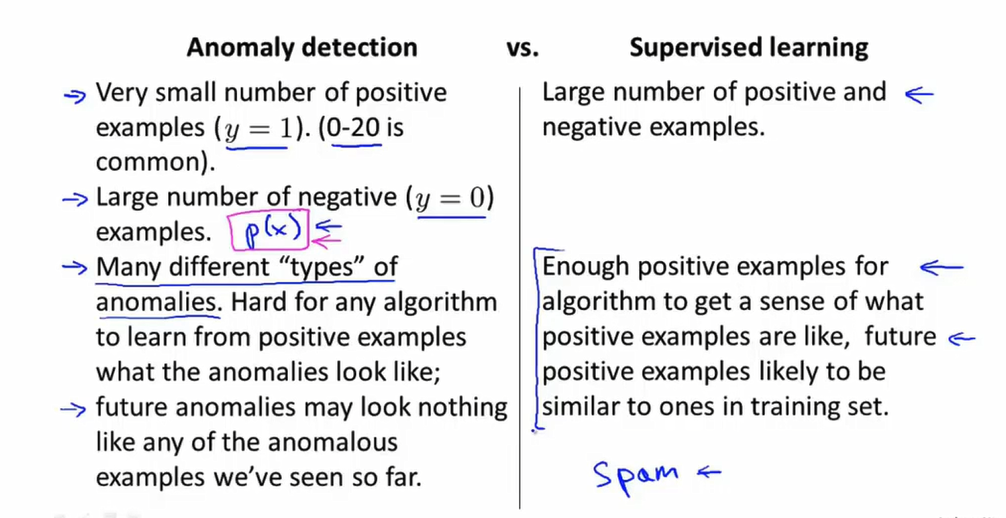 Anomaly detection vs. Supervised learning
Very small number of positive
examples (y = 1). (0-20 is
common).
Large number of negative (y = 0)
examples. p(x)
Many different “types” of
anomalies. Hard for any algorithm
to learn from positive examples
what the anomalies look like;
future anomalies may look nothing
like any of the anomalous
examples we’ve seen so far.
Large number of positive and
negative examples.
Enough positive examples for
algorithm to get a sense of what
positive examples are like, future
positive examples likely to be
similar to ones in training set.
Spam